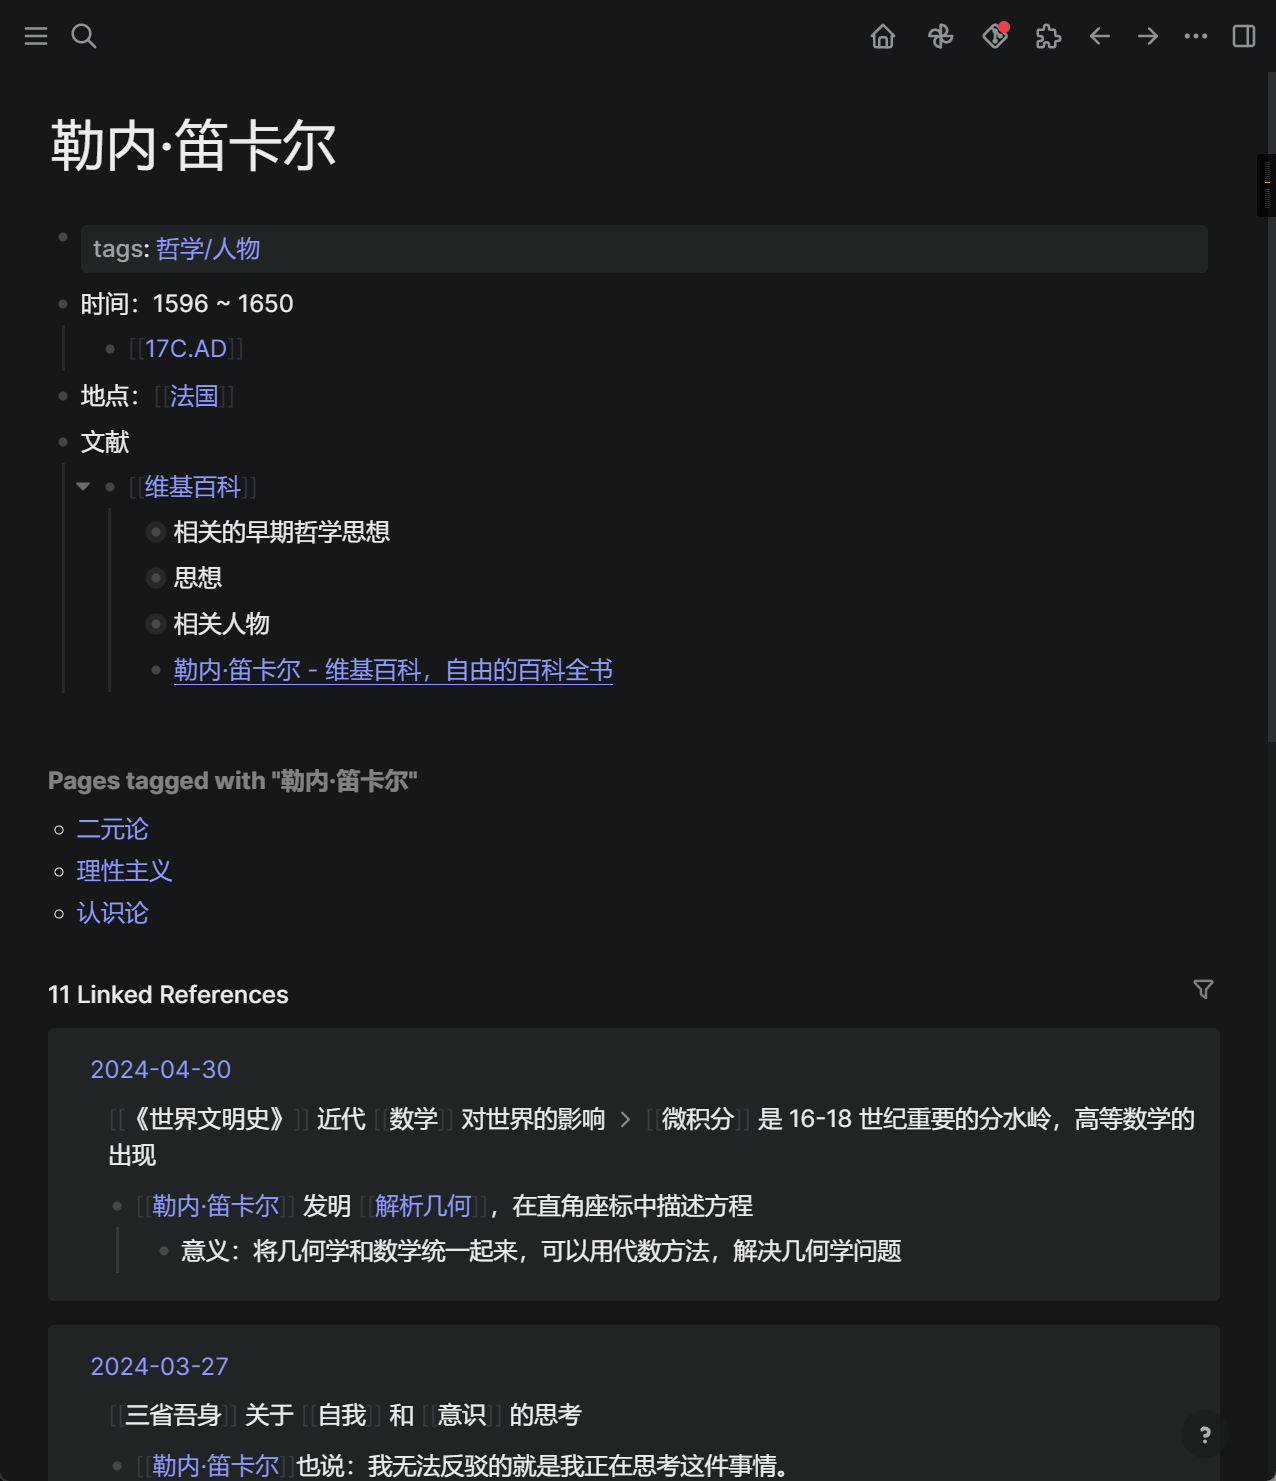 勒内·笛卡尔
tags: 哲学/人物
时间：1596 ~ 1650
[[17C.AD]]
地点：[[法国]]
文献
[[维基百科]]
相关的早期哲学思想
思想
相关人物
勒内·笛卡尔 - 维基百科，自由的百科全书
Pages tagged with "勒内·笛卡尔"
二元论
理性主义
认识论
11 Linked References
2024-04-30
[[《世界文明史》]] 近代 [[数学]] 对世界的影响 > [[微积分]] 是 16-18 世纪重要的分水岭，高等数学的
出现
[[勒内·笛卡尔]] 发明 [[解析几何]]，在直角座标中描述方程
意义：将几何学和数学统一起来，可以用代数方法，解决几何学问题
2024-03-27
[[三省吾身]] 关于 [[自我]] 和 [[意识]] 的思考
[[勒内·笛卡尔]]也说：我无法反驳的就是我正在思考这件事情。
?